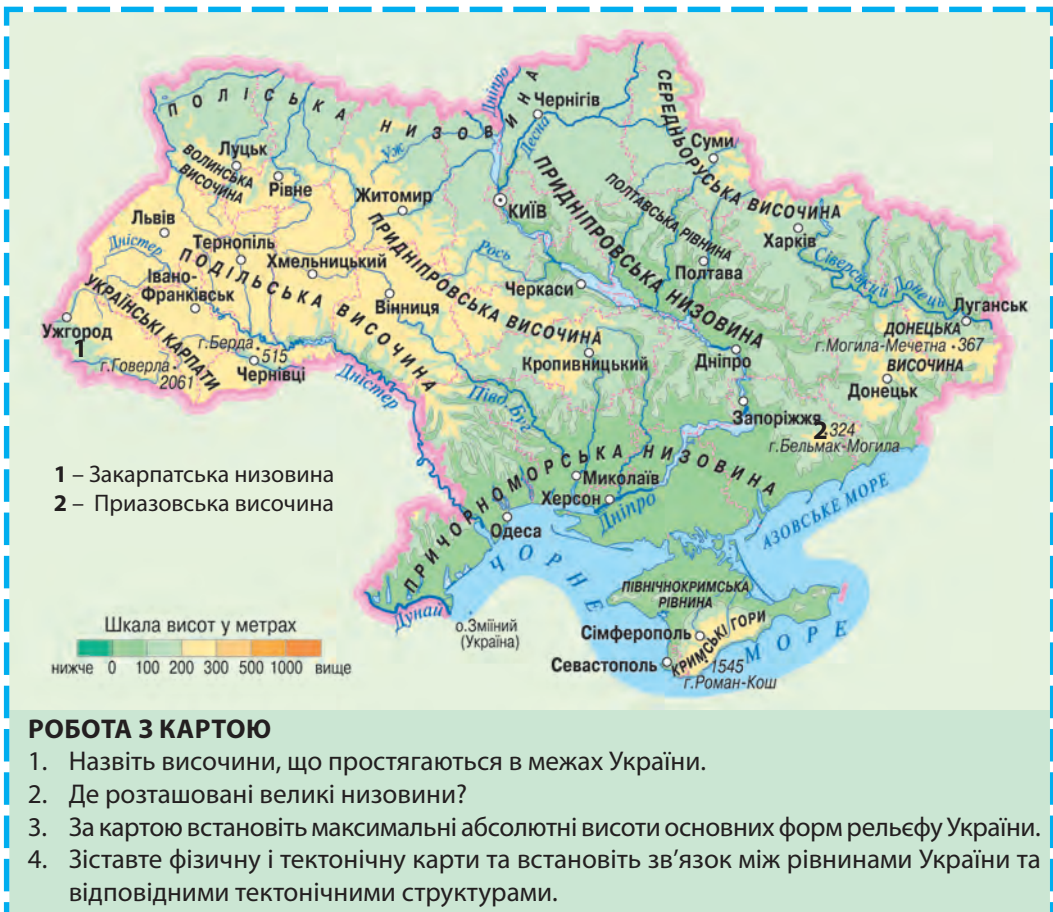 ПОЛІСЬКА НИЗОВИНА
Дніпро
Чернігів
Десна
СЕРЕДНЬОРУСЬКА ВИСОЧИНА
Суми
Луцьк
ВОЛИНСЬКА
ВИСОЧИНА
Рівне
Уж
Житомир
КИЇВ
ПРИДНІПРОВСЬКА НИЗОВИНА
ПОЛТАВСЬКА РІВНИНА
Харків
Львів
Дністер
Тернопіль
Хмельницький
ПРИДНІПРОВСЬКА ВИСОЧИНА
Рось
Полтава
Сіверський Донець
Івано-
Франківськ
ПОДІЛЬСЬКА ВИСОЧИНА
Вінниця
Черкаси
Луганськ
УКРАЇНСЬКІ КАРПАТИ
Ужгород
1
г.Берда
515
Кропивницький
Дніпро
ДОНЕЦЬКА
г.Могила-Мечетна 367
ВИСОЧИНА
г.Говерла
2061
Чернівці
Дністер
Півд. Буг
Донецьк
Запоріжжя
2 324
г.Бельмак-Могила
1 – Закарпатська низовина
2 – Приазовська височина
ПРИЧОРНОМОРСЬКА НИЗОВИНА
Миколаїв
Херсон
Дніпро
АЗОВСЬКЕ МОРЕ
Одеса
ЧОРНЕ МОРЕ
Дунай
о.Зміїний
(Україна)
ПІВНІЧНОКРИМСЬКА
РІВНИНА
Сімферополь
КРИМСЬКІ ГОРИ
Севастополь
1545
г.Роман-Кош
Шкала висот у метрах
нижче 0 100 200 300 500 1000 вище
РОБОТА З КАРТОЮ
1. Назвіть височини, що простягаються в межах України.
2. Де розташовані великі низовини?
3. За картою встановіть максимальні абсолютні висоти основних форм рельєфу України.
4. Зіставте фізичну і тектонічну карти та встановіть зв'язок між рівнинами України та
відповідними тектонічними структурами.